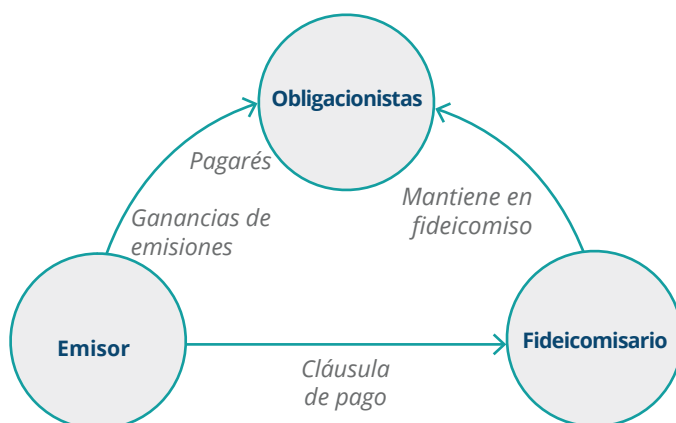 Obligacionistas
Pagarés
Ganancias de
emisiones
Mantiene en
fideicomiso
Emisor
Fideicomisario
Cláusula
de pago